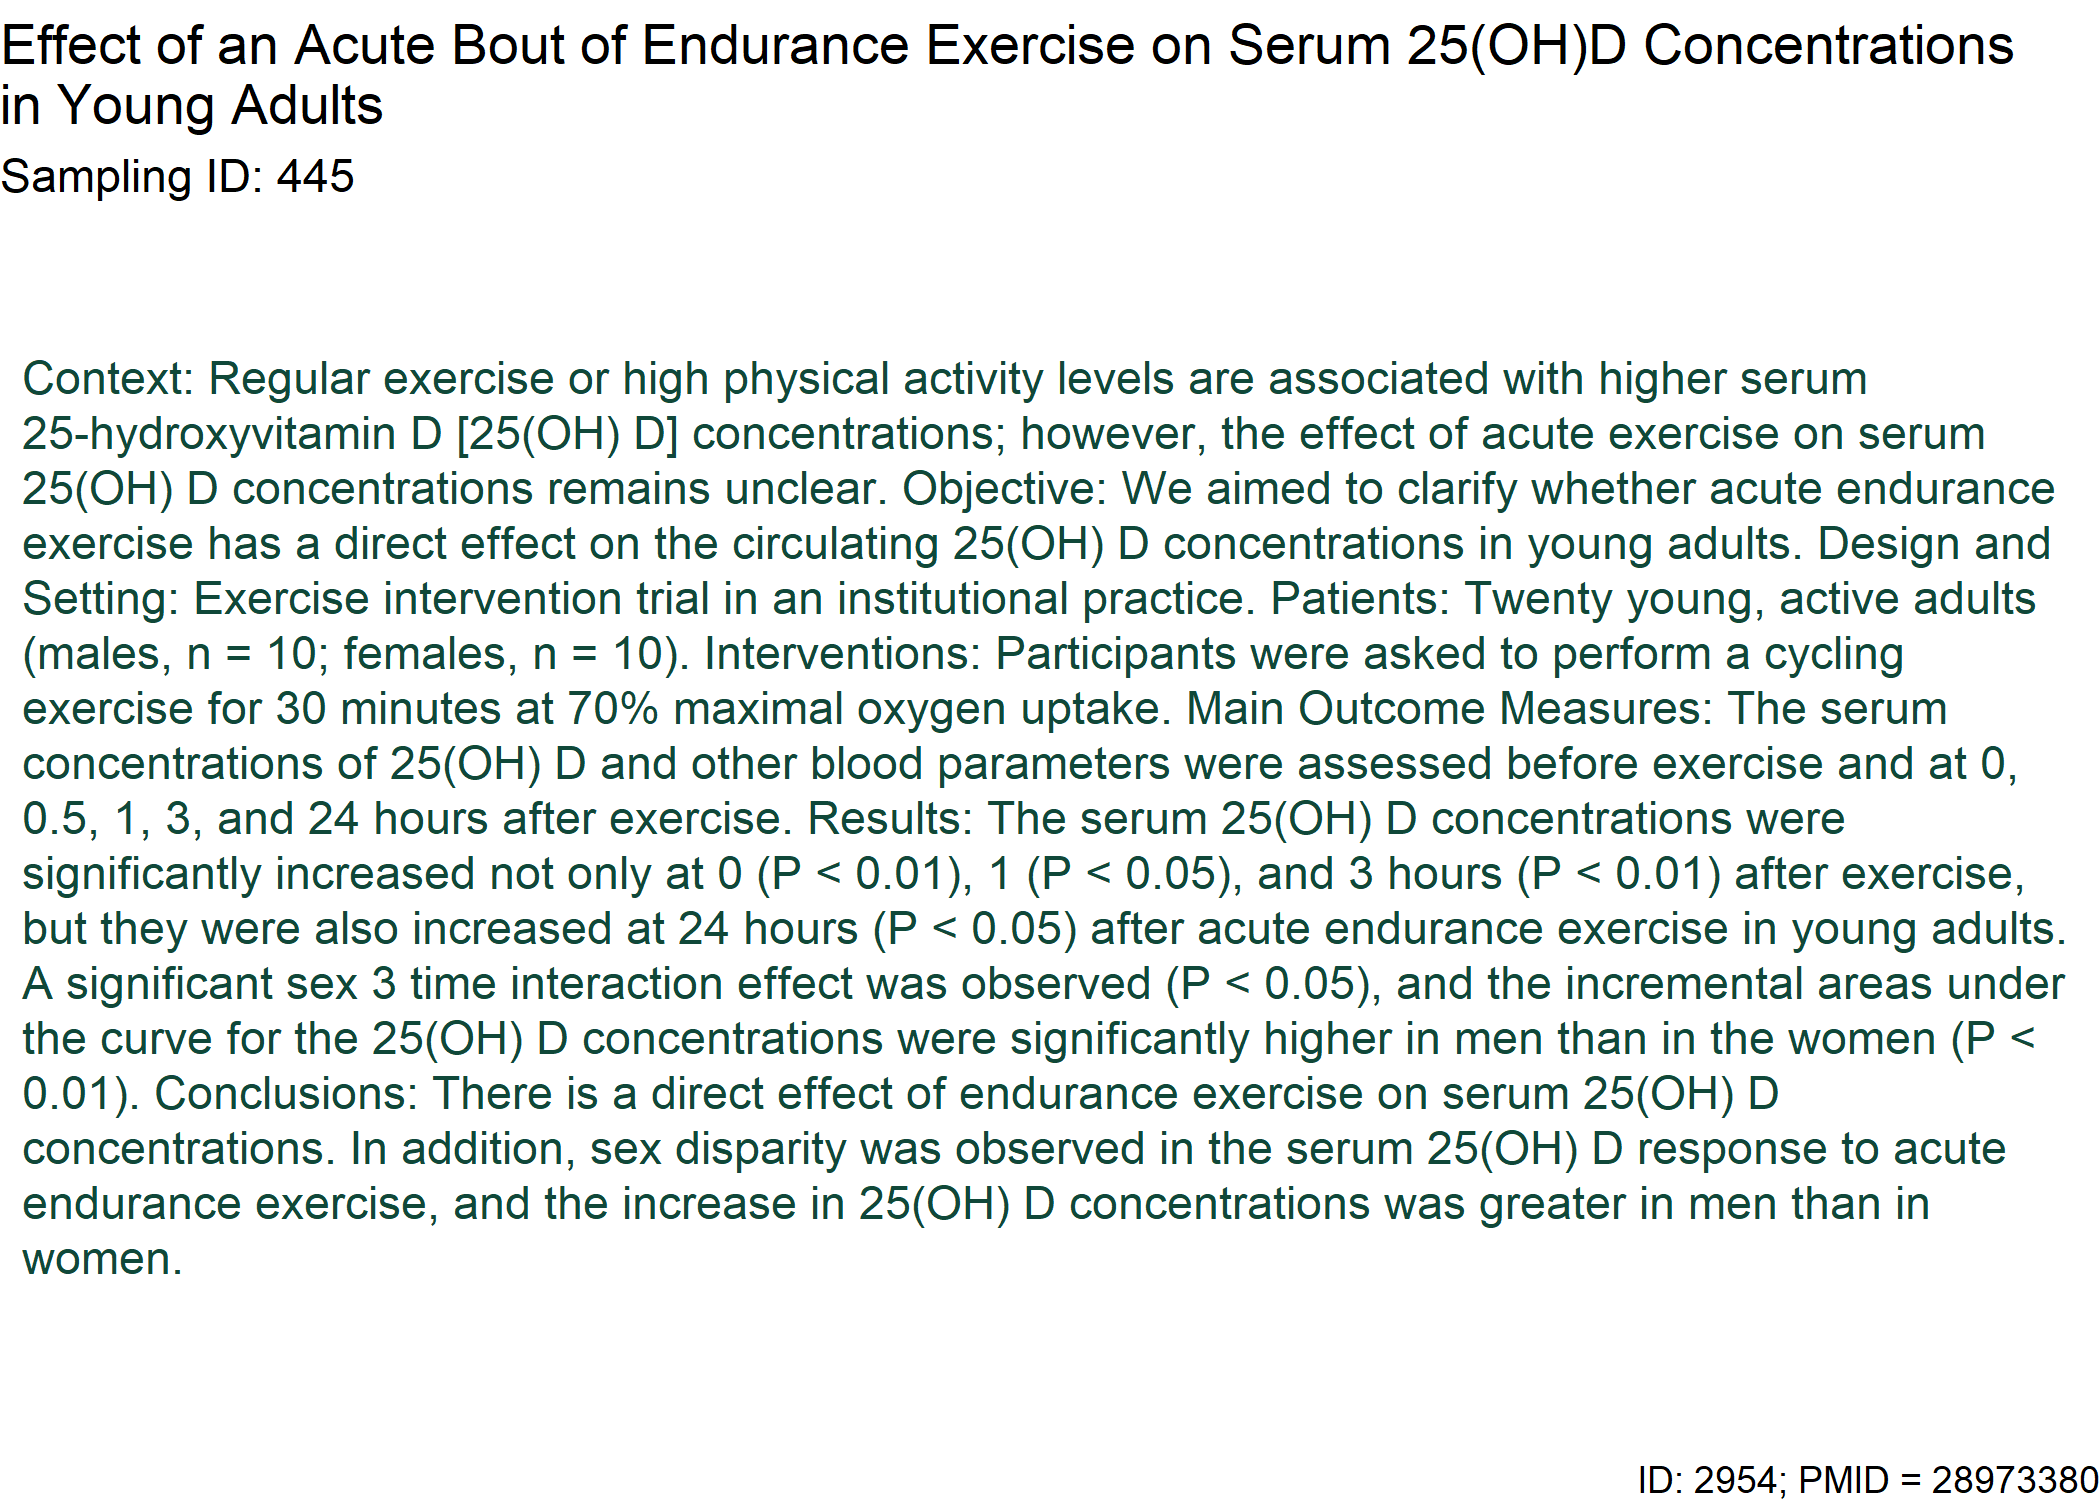 Effect of an Acute Bout of Endurance Exercise on Serum 25(OH)D Concentrations
in Young Adults
Sampling ID: 445
Context: Regular exercise or high physical activity levels are associated with higher serum
25-hydroxyvitamin D [25(OH) D] concentrations; however, the effect of acute exercise on serum
25(OH) D concentrations remains unclear. Objective: We aimed to clarify whether acute endurance
exercise has a direct effect on the circulating 25(OH) D concentrations in young adults. Design and
Setting: Exercise intervention trial in an institutional practice. Patients: Twenty young, active adults
(males, n = 10; females, n = 10). Interventions: Participants were asked to perform a cycling
exercise for 30 minutes at 70% maximal oxygen uptake. Main Outcome Measures: The serum
concentrations of 25(OH) D and other blood parameters were assessed before exercise and at 0,
0.5, 1, 3, and 24 hours after exercise. Results: The serum 25(OH) D concentrations were
significantly increased not only at 0 (P < 0.01), 1 (P < 0.05), and 3 hours (P < 0.01) after exercise,
but they were also increased at 24 hours (P < 0.05) after acute endurance exercise in young adults.
A significant sex 3 time interaction effect was observed (P < 0.05), and the incremental areas under
the curve for the 25(OH) D concentrations were significantly higher in men than in the women (P <
0.01). Conclusions: There is a direct effect of endurance exercise on serum 25(OH) D
concentrations. In addition, sex disparity was observed in the serum 25(OH) D response to acute
endurance exercise, and the increase in 25(OH) D concentrations was greater in men than in
women.
ID: 2954; PMID = 28973380